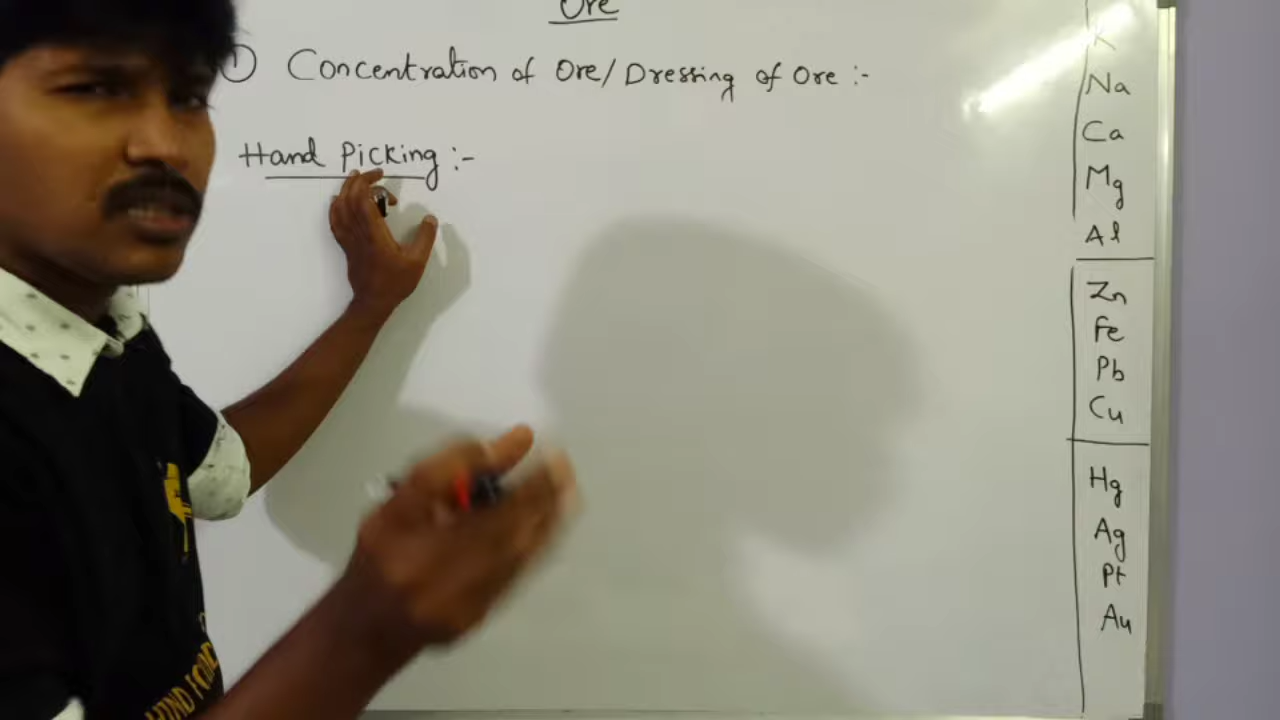 Ore
① Concentration of Ore/Dressing of Ore :-
Hand Picking :-
K
Na
Ca
Mg
Al
Zn
Fe
Pb
Cu
Hg
Ag
Pt
Au